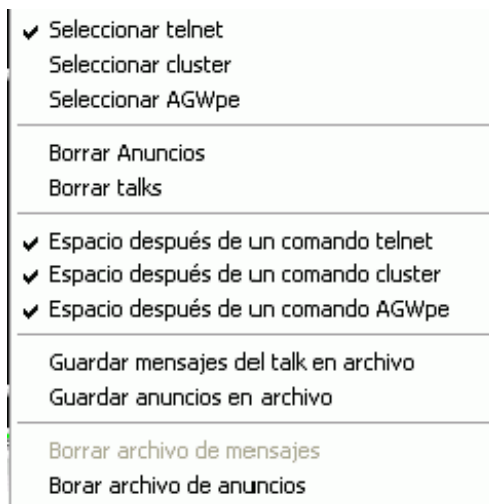 Seleccionar telnet
Seleccionar cluster
Seleccionar AGWpe
Borrar Anuncios
Borrar talks
Espacio después de un comando telnet
Espacio después de un comando cluster
Espacio después de un comando AGWpe
Guardar mensajes del talk en archivo
Guardar anuncios en archivo
Borrar archivo de mensajes
Borar archivo de anuncios